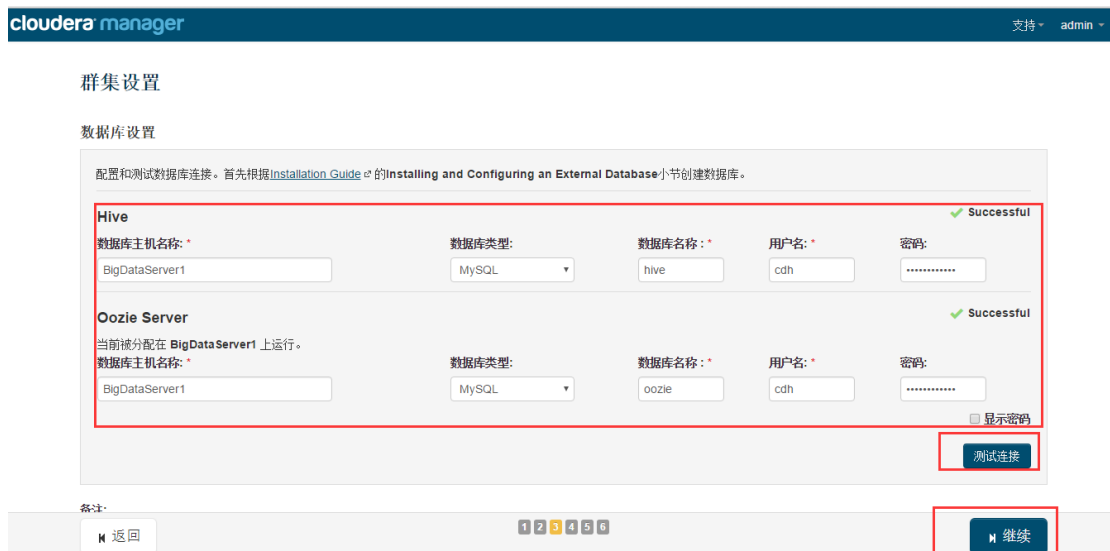 cloudera manager 支持 admin
群集设置
数据库设置
配置和测试数据库连接。首先根据Installation Guide 的Installing and Configuring an External Database小节创建数据库。
Hive Successful
数据库主机名称: * 数据库类型: 数据库名称 : * 用户名: * 密码:
BigDataServer1 MySQL hive cdh ••••••••••••
Oozie Server Successful
当前被分配在 BigDataServer1 上运行。
数据库主机名称: * 数据库类型: 数据库名称 : * 用户名: * 密码:
BigDataServer1 MySQL oozie cdh ••••••••••••
显示密码
测试连接
备注:
返回 1 2 3 4 5 6 继续